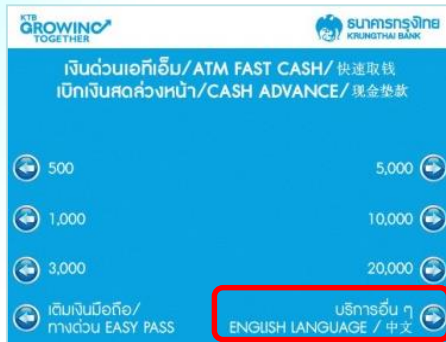 KTB
GROWING
TOGETHER
ธนาคารกรุงไทย
KRUNGTHAI BANK
เงินด่วนเอทีเอ็ม/ATM FAST CASH/快速取钱
เบิกเงินสดล่วงหน้า/CASH ADVANCE/现金垫款
500
5,000
1,000
10,000
3,000
20,000
เติมเงินมือถือ/
ทางด่วน EASY PASS
บริการอื่น ๆ
ENGLISH LANGUAGE / 中文